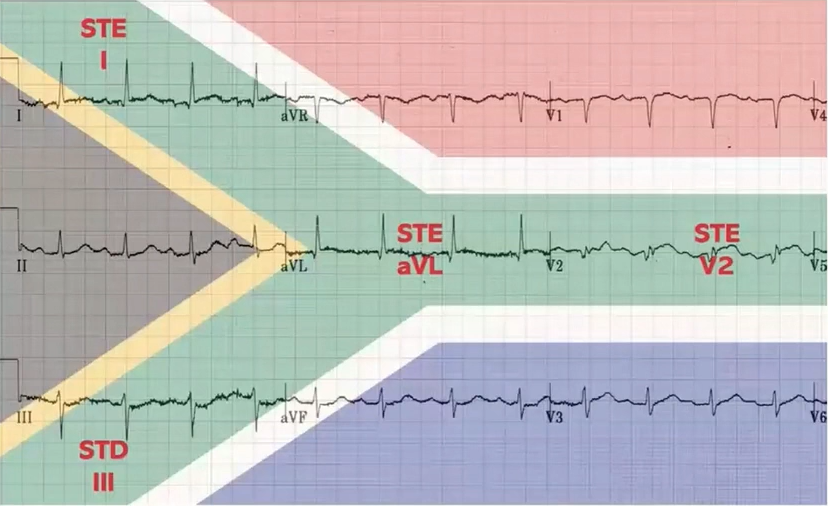 STE
I
I
aVR
V1
V4
STE
aVL
STE
V2
II
aVL
V2
V5
III
aVF
V3
V6
STD
III